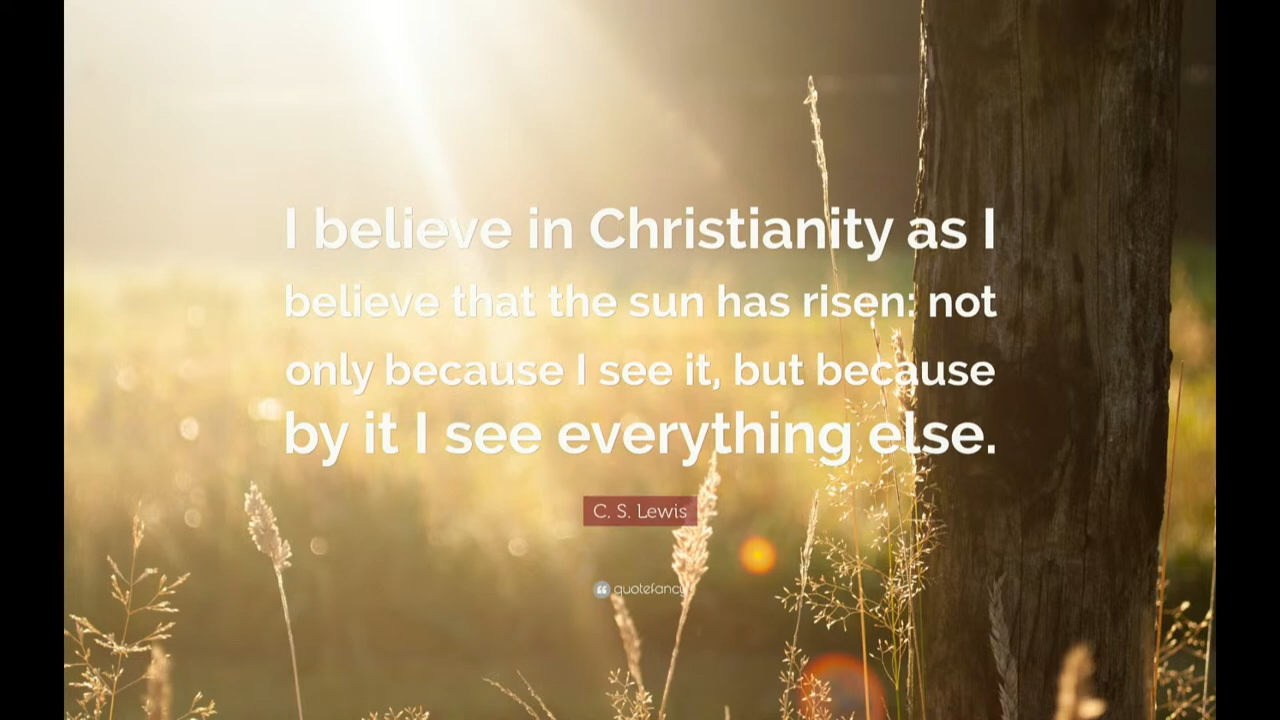 I believe in Christianity as I
believe that the sun has risen: not
only because I see it, but because
by it I see everything else.
C. S. Lewis
quotefancy